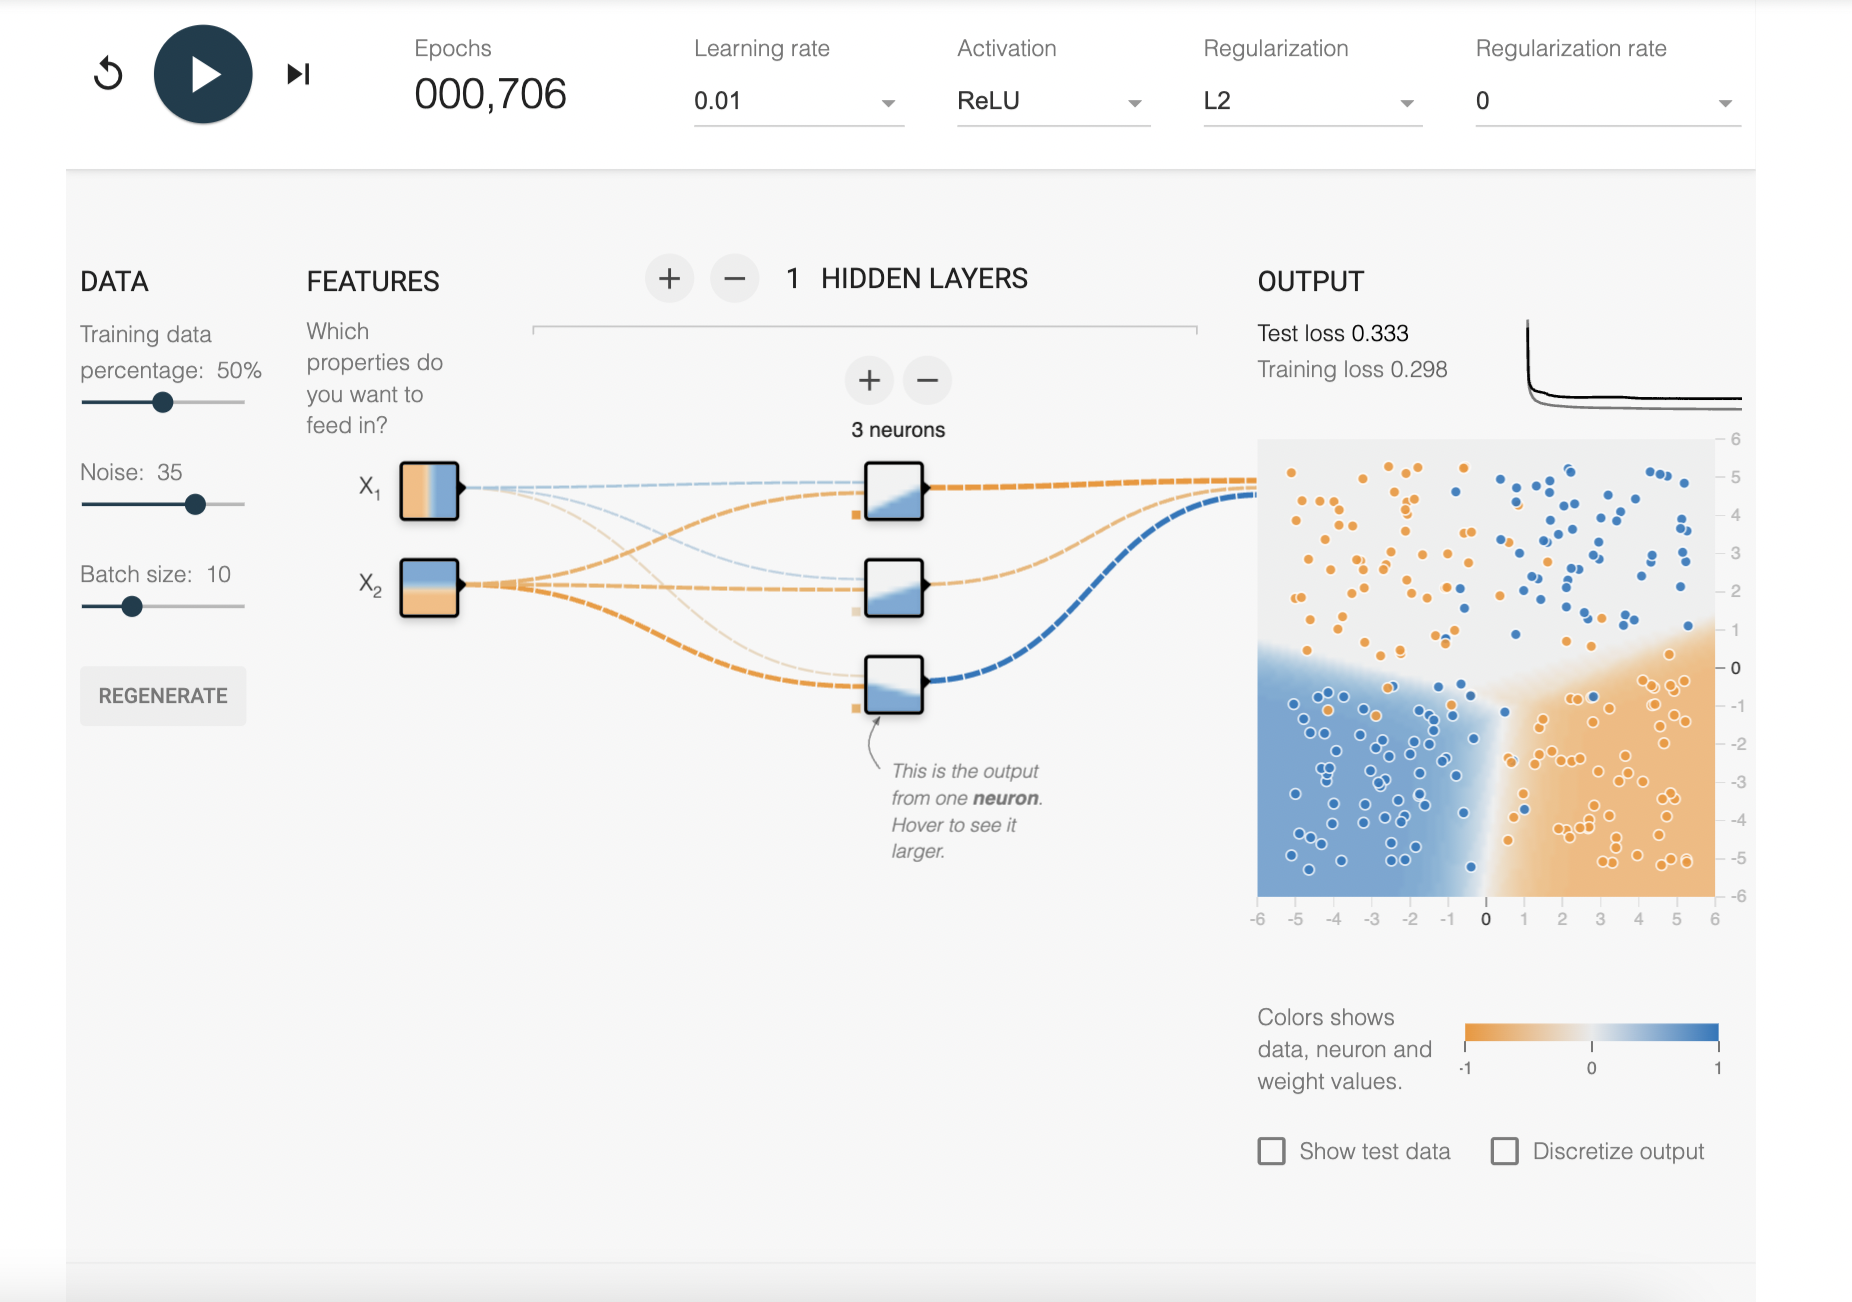 Epochs
000,706
Learning rate
0.01
Activation
ReLU
Regularization
L2
Regularization rate
0
DATA
Training data
percentage: 50%
Noise: 35
Batch size: 10
REGENERATE
FEATURES
Which
properties do
you want to
feed in?
X1
X2
+ − 1 HIDDEN LAYERS
+ −
3 neurons
This is the output
from one neuron.
Hover to see it
larger.
OUTPUT
Test loss 0.333
Training loss 0.298
6
5
4
3
2
1
0
-1
-2
-3
-4
-5
-6
-6 -5 -4 -3 -2 -1 0 1 2 3 4 5 6
Colors shows
data, neuron and
weight values.
-1 0 1
Show test data
Discretize output